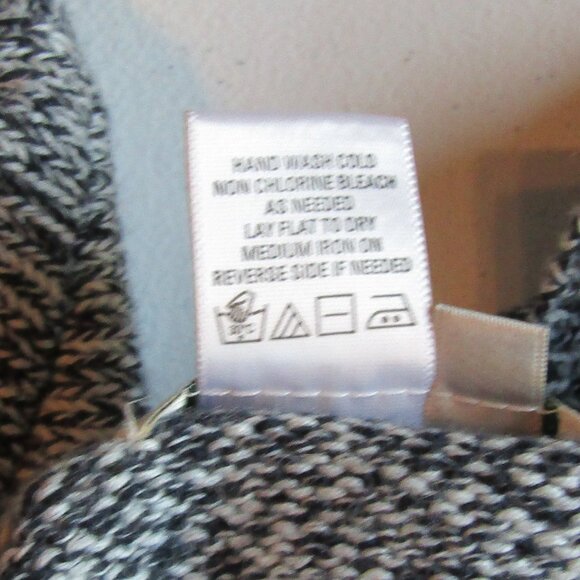 HAND WASH COLD
NON CHLORINE BLEACH
AS NEEDED
LAY FLAT TO DRY
MEDIUM IRON ON
REVERSE SIDE IF NEEDED
30°C